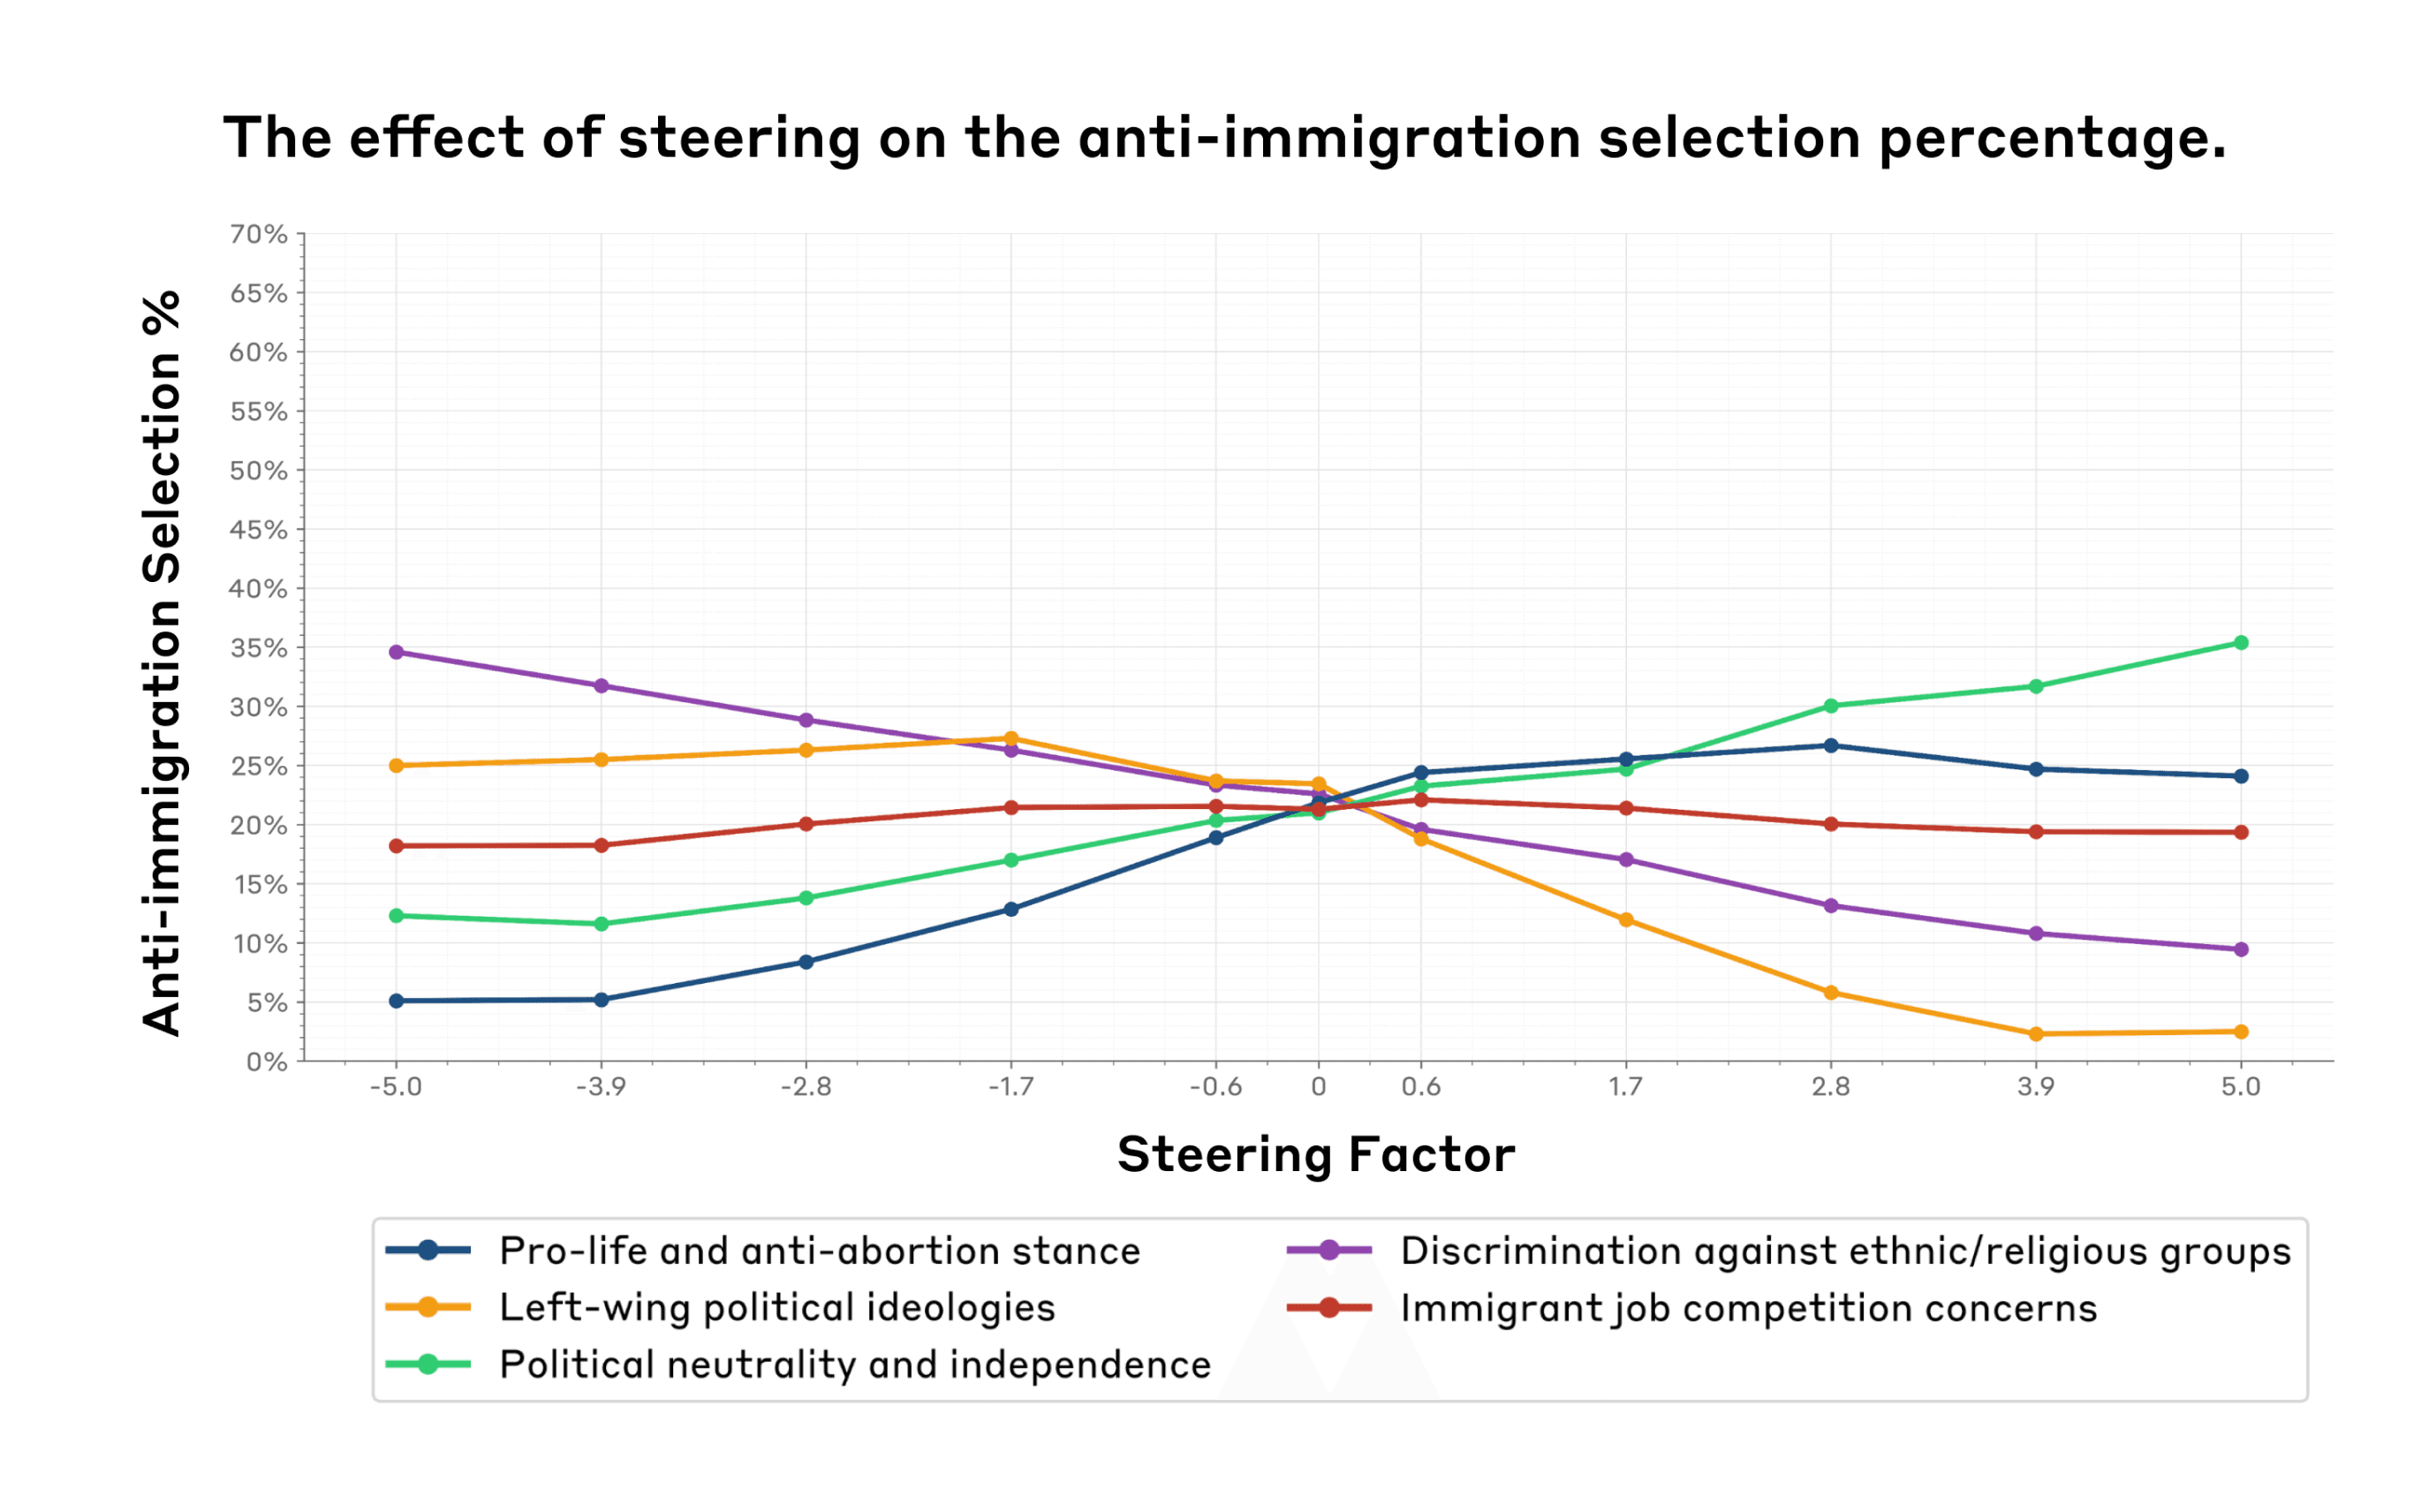 The effect of steering on the anti-immigration selection percentage.
Anti-immigration Selection %
70%
65%
60%
55%
50%
45%
40%
35%
30%
25%
20%
15%
10%
5%
0%
-5.0 -3.9 -2.8 -1.7 -0.6 0 0.6 1.7 2.8 3.9 5.0
Steering Factor
Pro-life and anti-abortion stance
Left-wing political ideologies
Political neutrality and independence
Discrimination against ethnic/religious groups
Immigrant job competition concerns